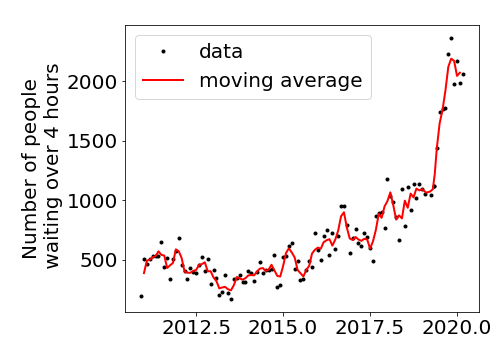 data
moving average
Number of people
waiting over 4 hours
2000
1500
1000
500
2012.5 2015.0 2017.5 2020.0